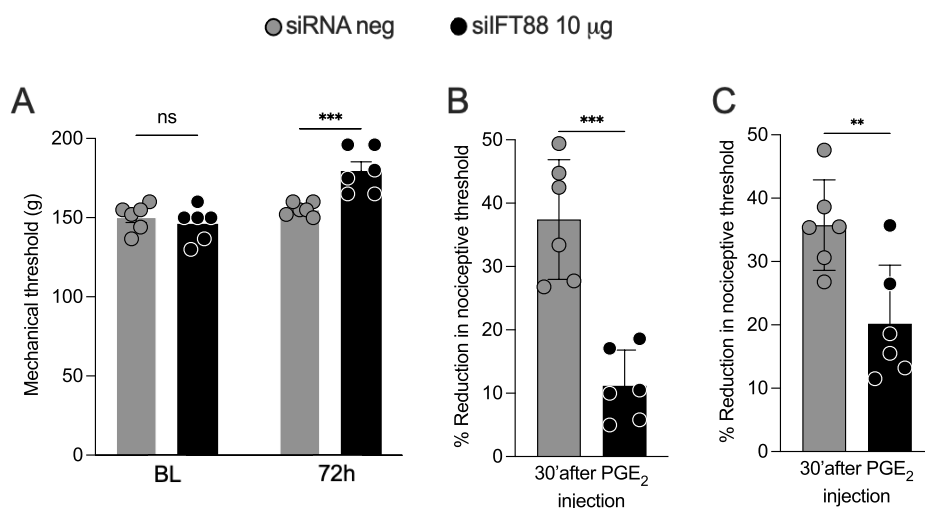 siRNA neg
siIFT88 10 µg
A
ns
***
200
150
100
50
0
Mechanical threshold (g)
BL
72h
B
***
50
40
30
20
10
0
% Reduction in nociceptive threshold
30'after PGE2
injection
C
**
50
40
30
20
10
0
% Reduction in nociceptive threshold
30'after PGE2
injection